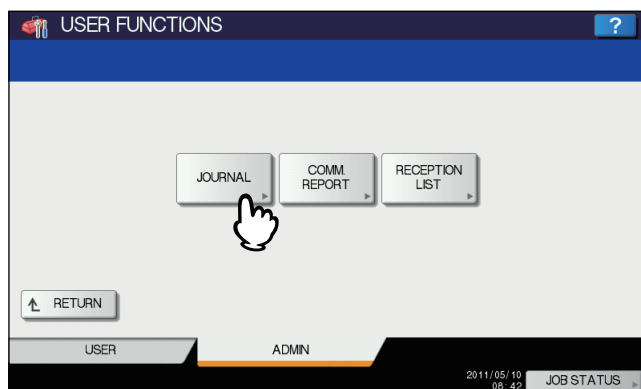 USER FUNCTIONS
?
JOURNAL
COMM.
REPORT
RECEPTION
LIST
RETURN
USER
ADMIN
2011/05/10
08:42
JOB STATUS